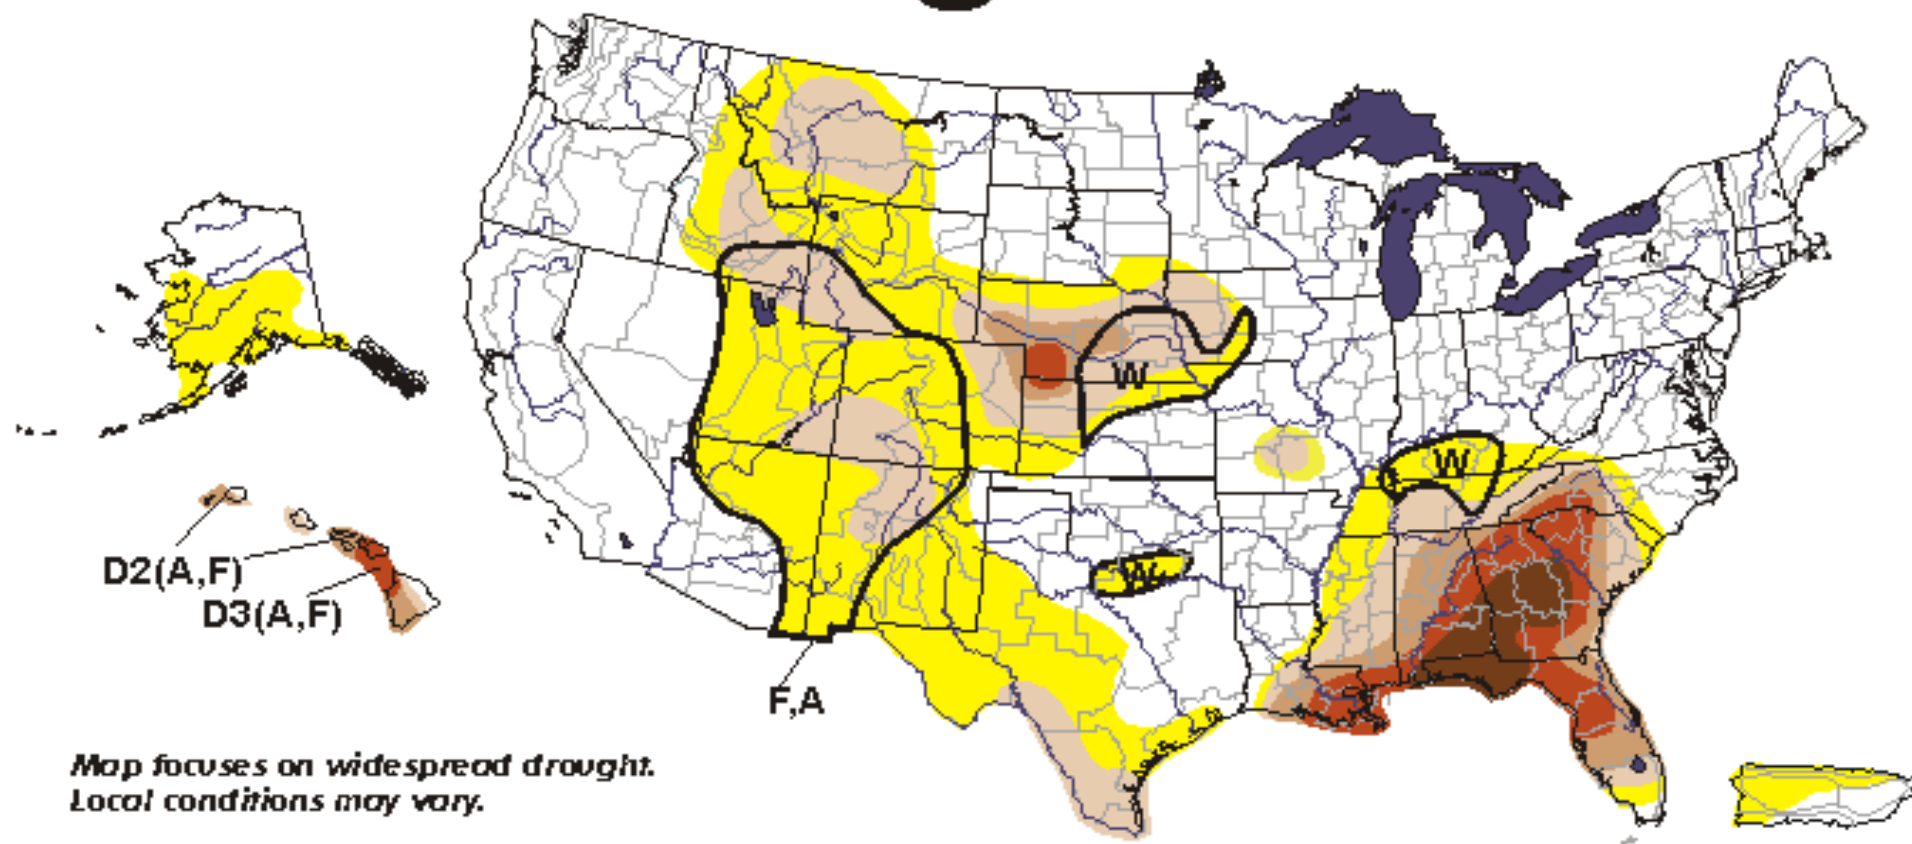 W
W
W
D2(A,F)
D3(A,F)
F,A
Map focuses on widespread drought.
Local conditions may vary.